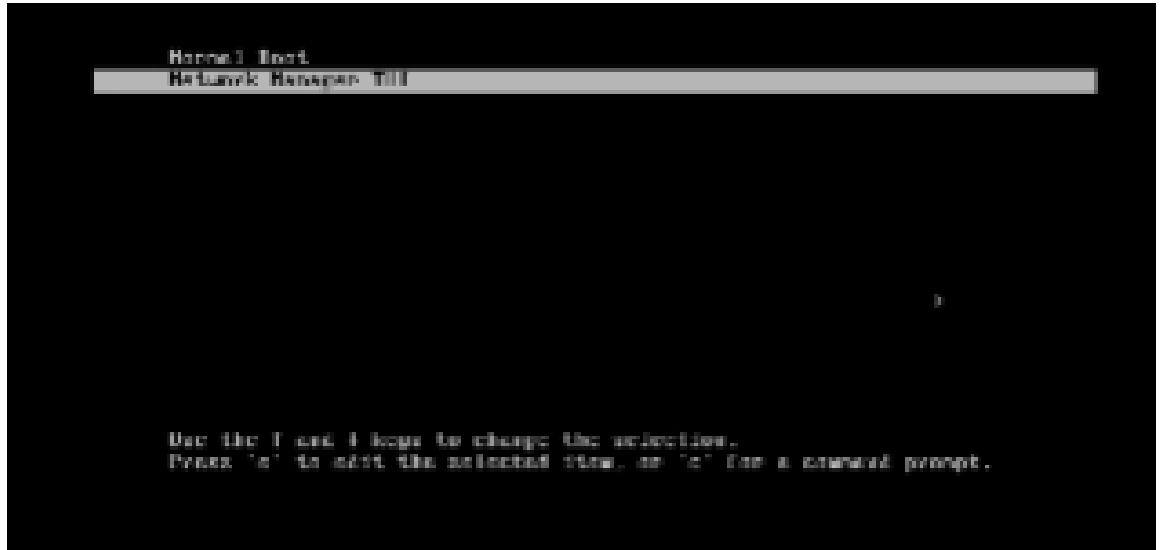 Normal Boot
Network Manager TUI
Use the ↑ and ↓ keys to change the selection.
Press 'e' to edit the selected item, or 'c' for a command prompt.